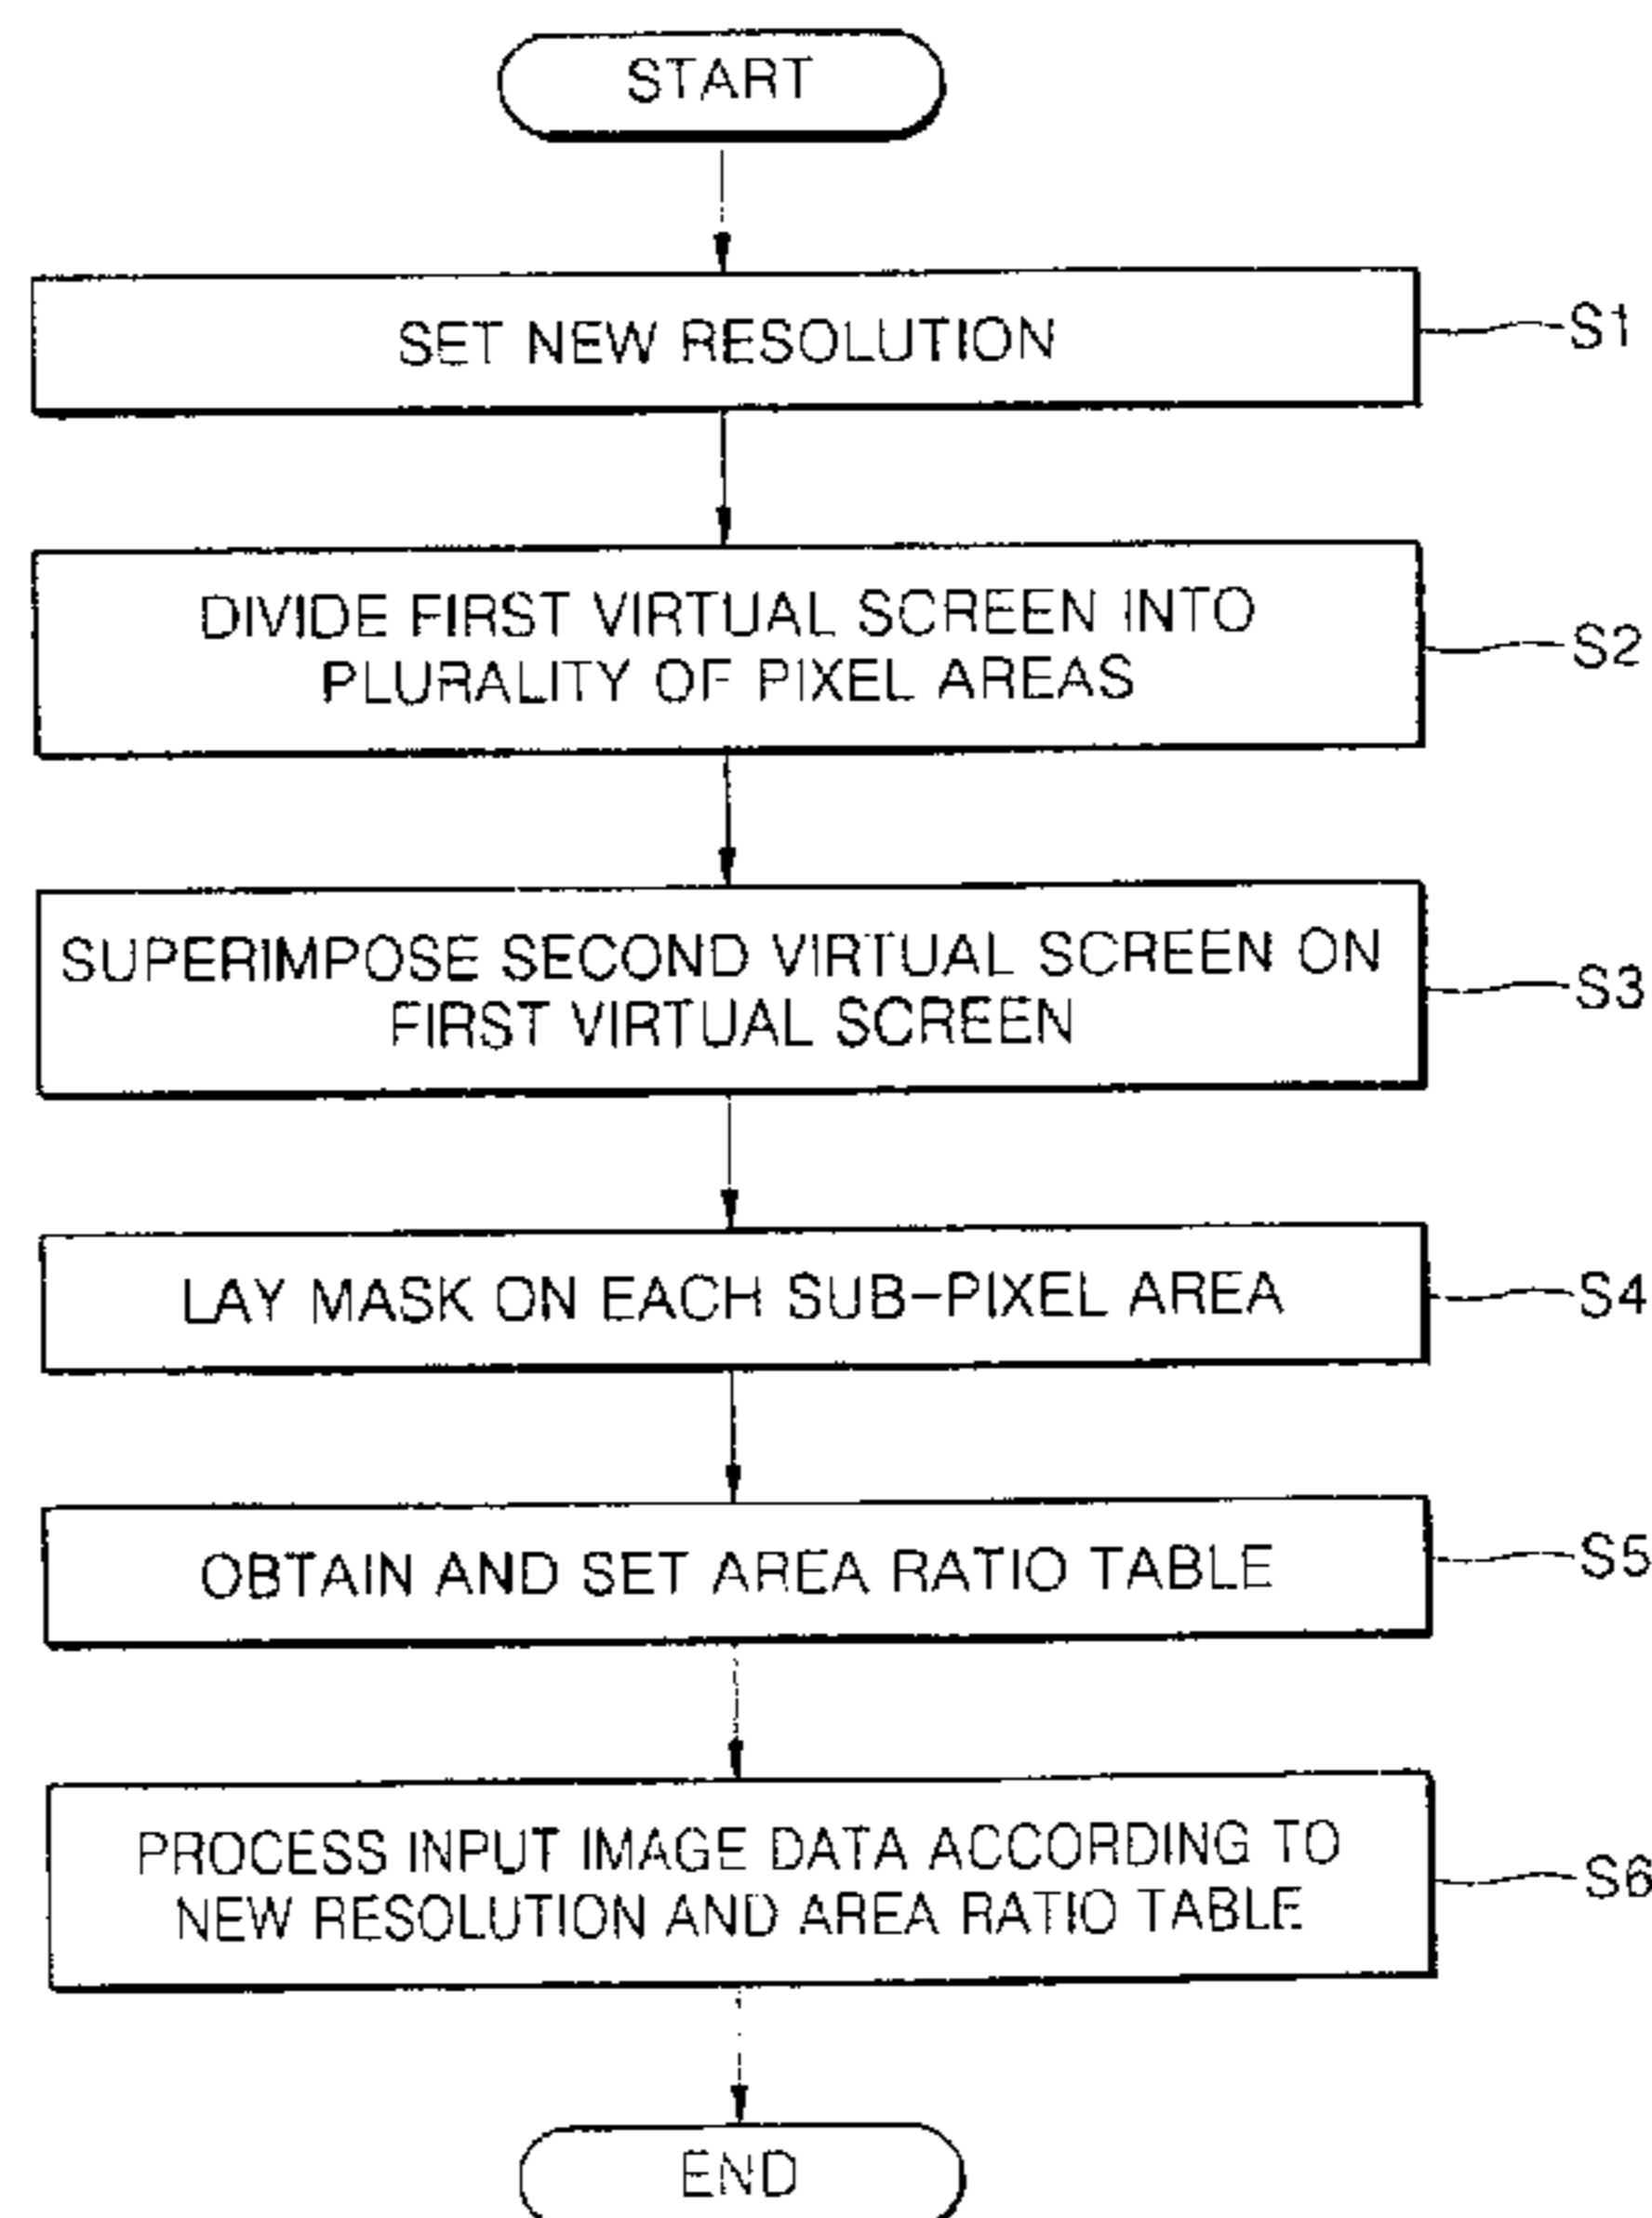 START
SET NEW RESOLUTION
S1
DIVIDE FIRST VIRTUAL SCREEN INTO
PLURALITY OF PIXEL AREAS
S2
SUPERIMPOSE SECOND VIRTUAL SCREEN ON
FIRST VIRTUAL SCREEN
S3
LAY MASK ON EACH SUB-PIXEL AREA
S4
OBTAIN AND SET AREA RATIO TABLE
S5
PROCESS INPUT IMAGE DATA ACCORDING TO
NEW RESOLUTION AND AREA RATIO TABLE
S6
END